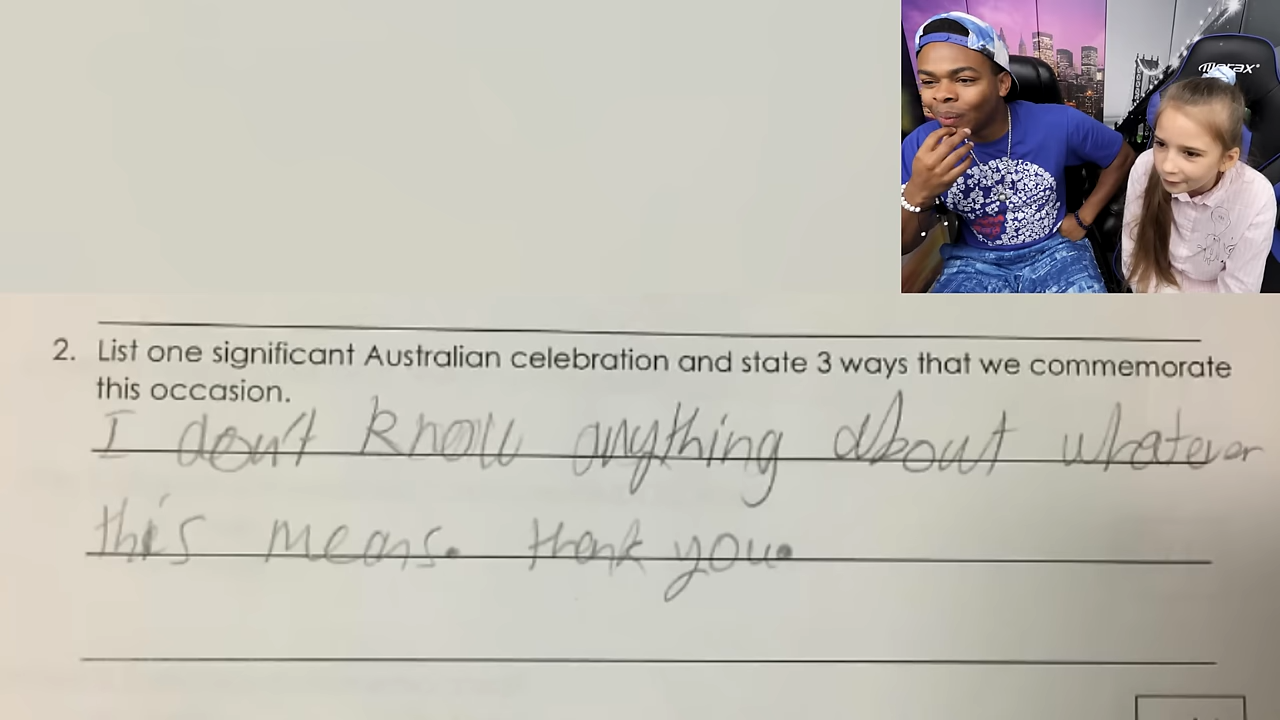 marax
2. List one significant Australian celebration and state 3 ways that we commemorate
this occasion.
I don't know anything about whatever
this means. thank you.